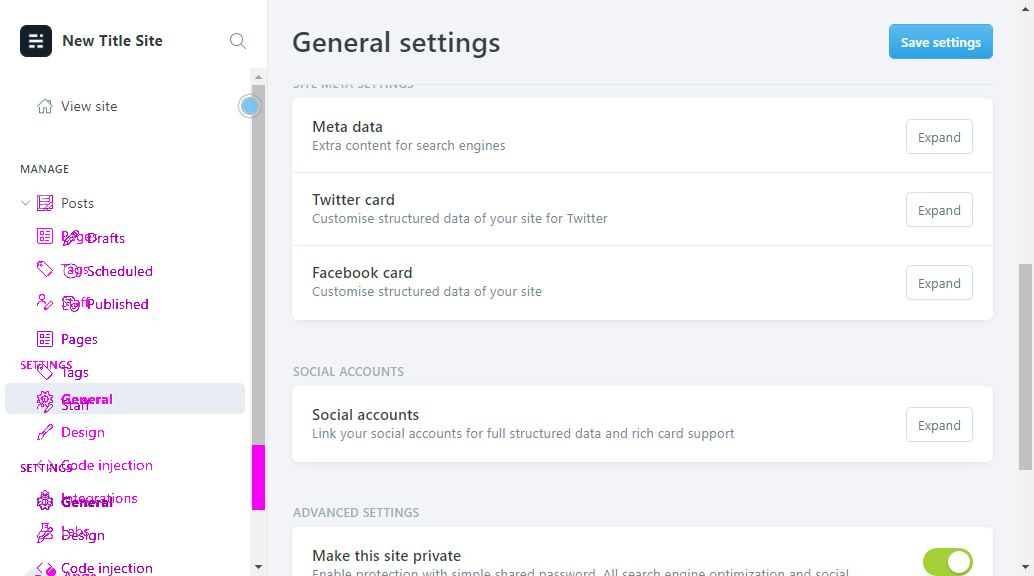 New Title Site
View site
MANAGE
Posts
Pages
Drafts
Tags
Scheduled
Staff
Published
Pages
SETTINGS
Tags
General
Staff
Design
SETTINGS
Code injection
Integrations
General
Labs
Design
Code injection
General settings
Save settings
SITE META SETTINGS
Meta data
Extra content for search engines
Expand
Twitter card
Customise structured data of your site for Twitter
Expand
Facebook card
Customise structured data of your site
Expand
SOCIAL ACCOUNTS
Social accounts
Link your social accounts for full structured data and rich card support
Expand
ADVANCED SETTINGS
Make this site private
Enable protection with simple shared password. All search engine optimization and social